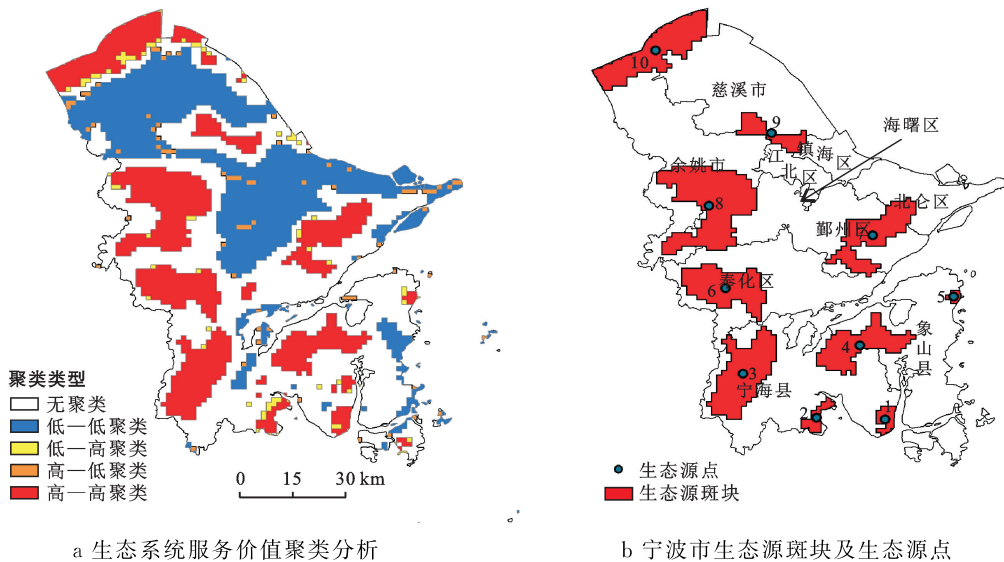 聚类类型
无聚类
低—低聚类
低—高聚类
高—低聚类
高—高聚类
0 15 30 km
a 生态系统服务价值聚类分析
10
慈溪市
9
海曙区
江北区
镇海区
余姚市
8
北仑区
鄞州区
7
6
奉化区
5
4
象山县
3
宁海县
2
1
生态源点
生态源斑块
b 宁波市生态源斑块及生态源点